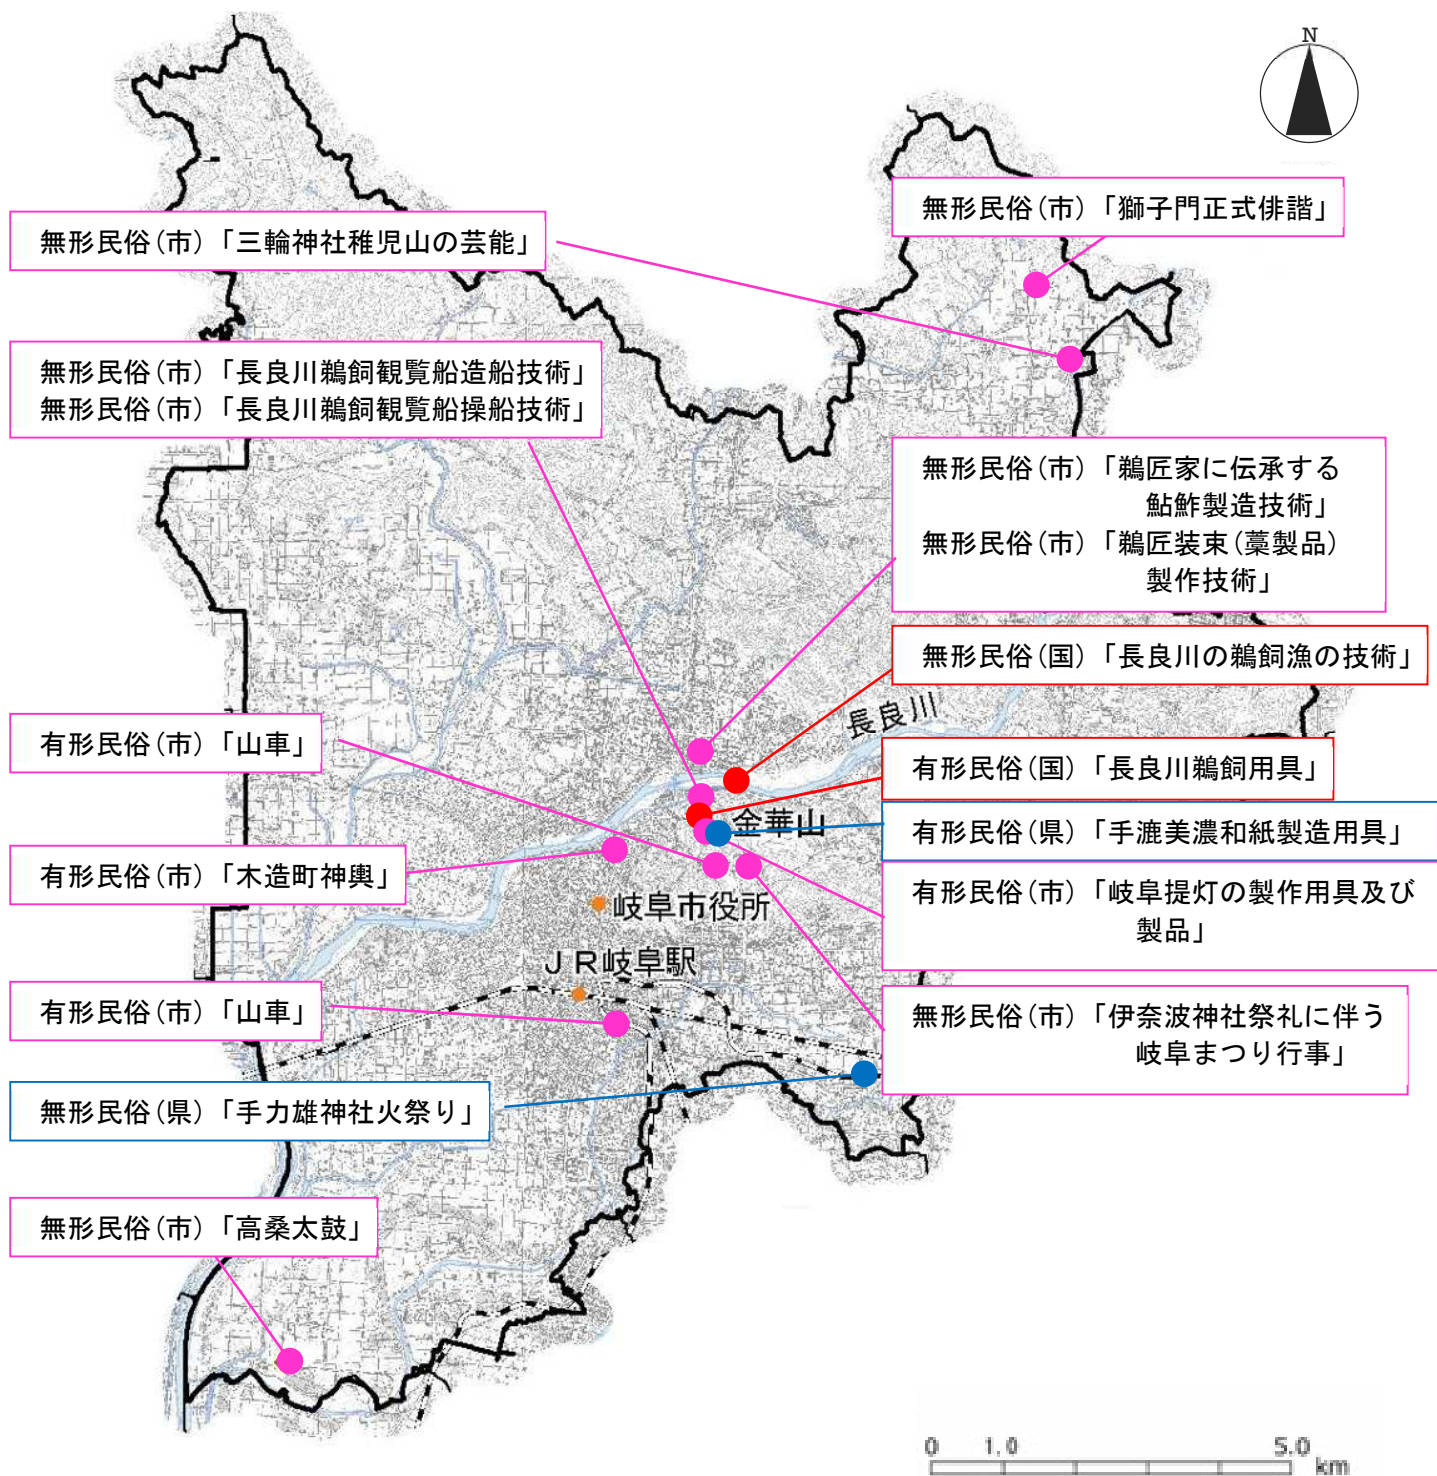 N
無形民俗(市)「獅子門正式俳諧」
無形民俗(市)「三輪神社稚児山の芸能」
無形民俗(市)「長良川鵜飼観覧船造船技術」
無形民俗(市)「長良川鵜飼観覧船操船技術」
無形民俗(市)「鵜匠家に伝承する
鮎鮓製造技術」
無形民俗(市)「鵜匠装束(藁製品)
製作技術」
無形民俗(国)「長良川の鵜飼漁の技術」
長良川
有形民俗(市)「山車」
有形民俗(国)「長良川鵜飼用具」
金華山
有形民俗(県)「手漉美濃和紙製造用具」
有形民俗(市)「木造町神輿」
有形民俗(市)「岐阜提灯の製作用具及び
製品」
岐阜市役所
JR岐阜駅
有形民俗(市)「山車」
無形民俗(市)「伊奈波神社祭礼に伴う
岐阜まつり行事」
無形民俗(県)「手力雄神社火祭り」
無形民俗(市)「高桑太鼓」
0 1.0 5.0
km